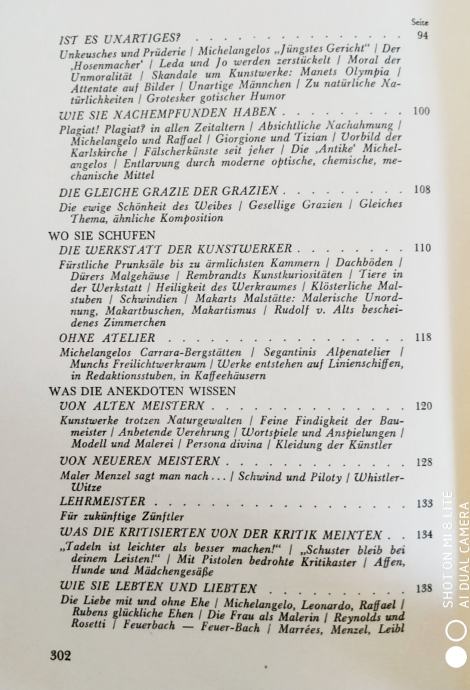 Seite
IST ES UNARTIGES? . . . . . . . . . . . . . 94
Unkeusches und Prüderie | Michelangelos „Jüngstes Gericht“ | Der
‚Hosenmacher‘ | Leda und Jo werden zerstückelt | Moral der
Unmoralität | Skandale um Kunstwerke: Manets Olympia |
Attentate auf Bilder | Unartige Männchen | Zu natürliche Na-
türlichkeiten | Grotesker gotischer Humor
WIE SIE NACHEMPFUNDEN HABEN . . . . . . . . 100
Plagiat! Plagiat? in allen Zeitaltern | Absichtliche Nachahmung |
Michelangelo und Raffael | Giorgione und Tizian | Vorbild der
Karlskirche | Fälscherkünste seit jeher | Die ‚Antike‘ Michel-
angelos | Entlarvung durch moderne optische, chemische, me-
chanische Mittel
DIE GLEICHE GRAZIE DER GRAZIEN . . . . . . . . 108
Die ewige Schönheit des Weibes | Gesellige Grazien | Gleiches
Thema, ähnliche Komposition
WO SIE SCHUFEN
DIE WERKSTATT DER KUNSTWERKER . . . . . . . 110
Fürstliche Prunksäle bis zu ärmlichsten Kammern | Dachböden |
Dürers Malgehäuse | Rembrandts Kunstkuriositäten | Tiere in
der Werkstatt | Heiligkeit des Werkraumes | Klösterliche Mal-
stuben | Schwindien | Makarts Malstätte: Malerische Unord-
nung, Makartbuschen, Makartismus | Rudolf v. Alts beschei-
denes Zimmerchen
OHNE ATELIER . . . . . . . . . . . . . . 118
Michelangelos Carrara-Bergstätten | Segantinis Alpenatelier |
Munchs Freilichtwerkraum | Werke entstehen auf Linienschiffen,
in Redaktionsstuben, in Kaffeehäusern
WAS DIE ANEKDOTEN WISSEN
VON ALTEN MEISTERN . . . . . . . . . . . . 120
Kunstwerke trotzen Naturgewalten | Feine Findigkeit der Bau-
meister | Anbetende Verehrung | Wortspiele und Anspielungen |
Modell und Malerei | Persona divina | Kleidung der Künstler
VON NEUEREN MEISTERN . . . . . . . . . . . 128
Maler Menzel sagt man nach ... | Schwind und Piloty | Whistler-
Witze
LEHRMEISTER . . . . . . . . . . . . . . . 133
Für zukünftige Zünftler
WAS DIE KRITISIERTEN VON DER KRITIK MEINTEN . . 134
„Tadeln ist leichter als besser machen!“ | „Schuster bleib bei
deinem Leisten!“ | Mit Pistolen bedrohte Kritikaster | Affen,
Hunde und Mädchengesäße
WIE SIE LEBTEN UND LIEBTEN . . . . . . . . . 138
Die Liebe mit und ohne Ehe | Michelangelo, Leonardo, Raffael |
Rubens glückliche Ehen | Die Frau als Malerin | Reynolds und
Rosetti | Feuerbach — Feuer-Bach | Marrées, Menzel, Leibl
302
SHOT ON MI 8 LITE
AI DUAL CAMERA